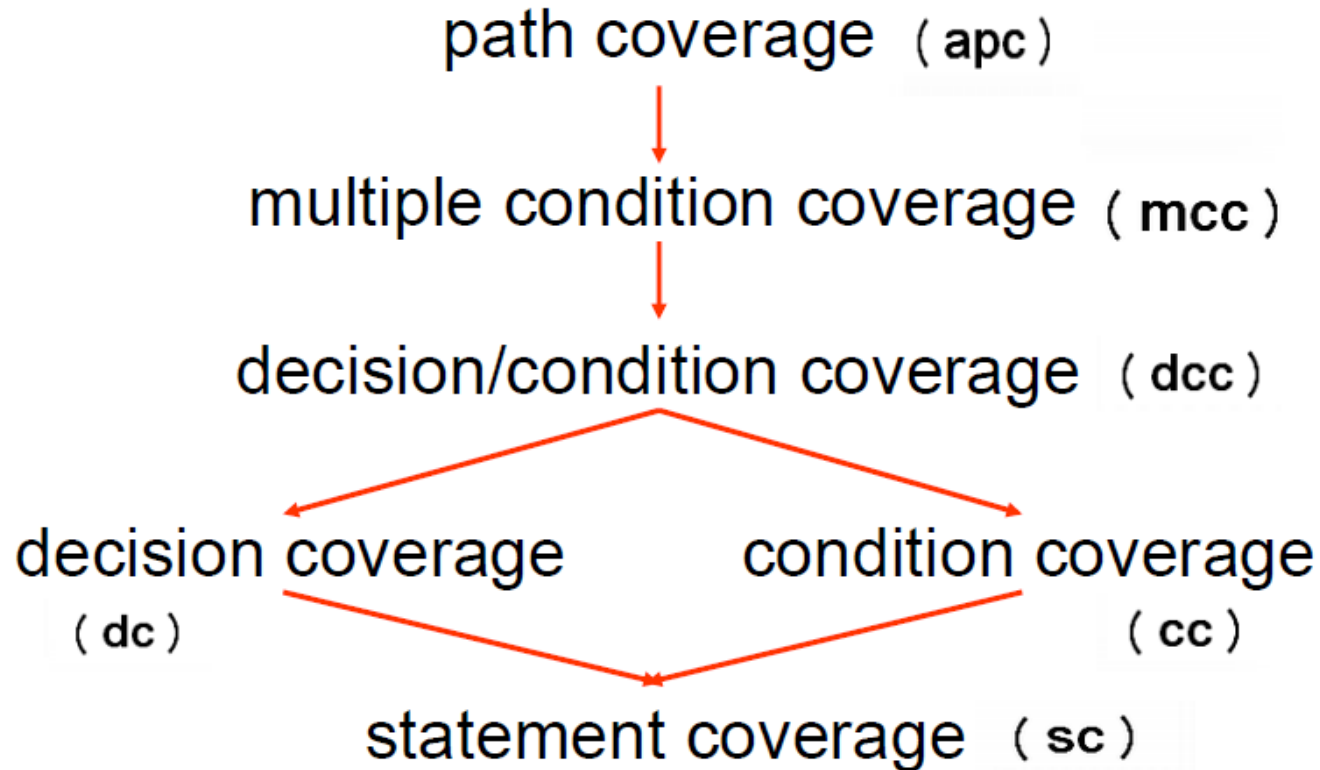 path coverage ( apc )
multiple condition coverage ( mcc )
decision/condition coverage ( dcc )
decision coverage condition coverage
( dc ) ( cc )
statement coverage ( sc )